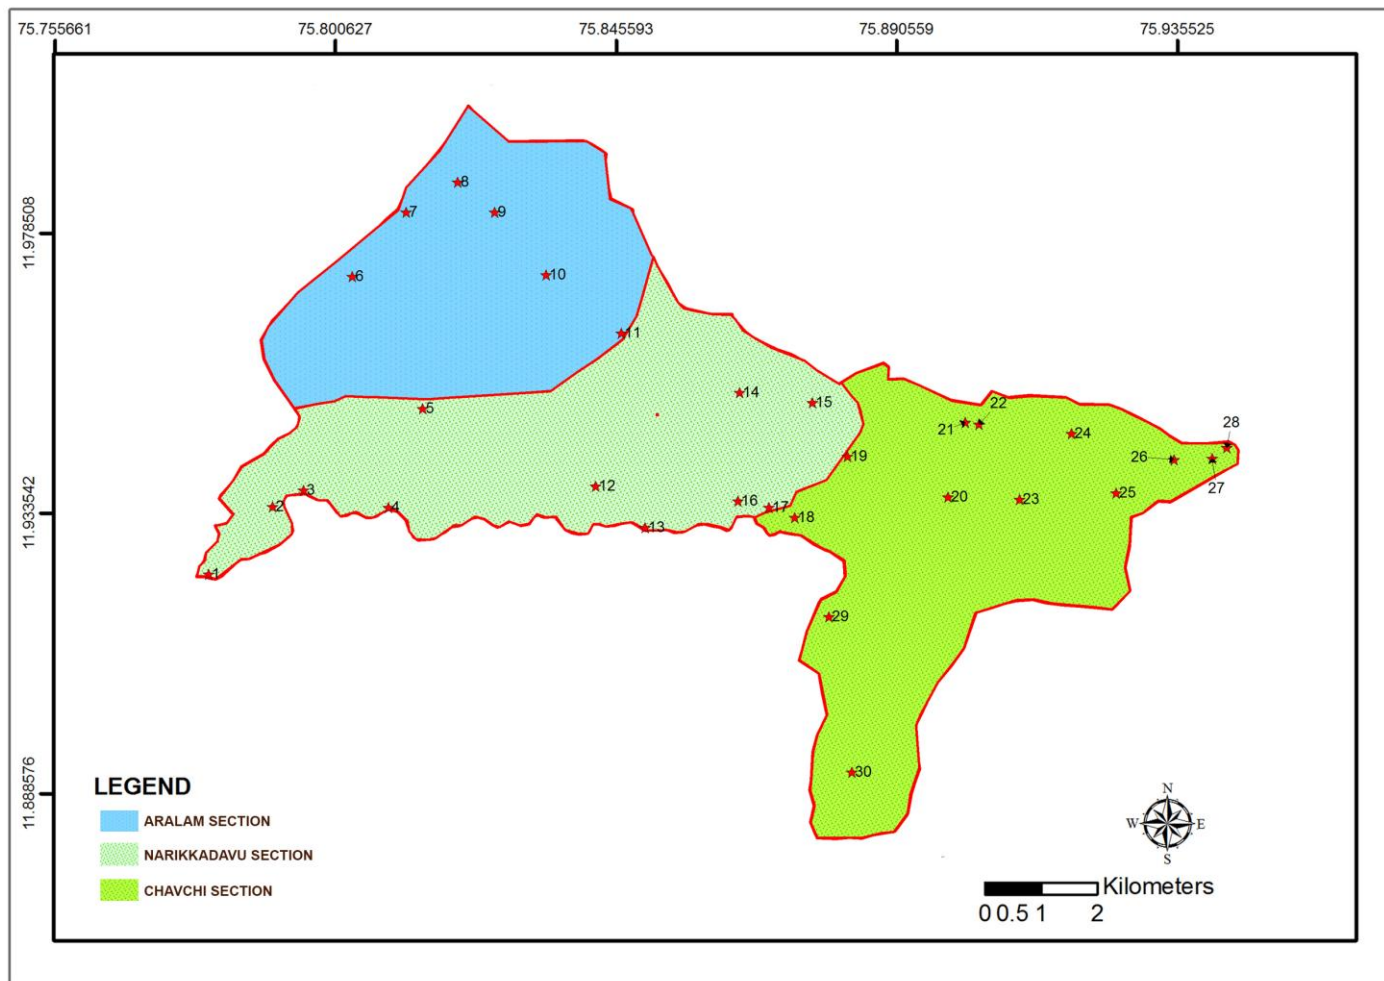 75.755661 75.800627 75.845593 75.890559 75.935525
8
7 9
11.978508
6 10
11
14
5 15
22
21 24 28
19 26
27
12
3 25
20 23
16
2 4 17
11.933542
18
13
1
29
30
11.888576
LEGEND
ARALAM SECTION
NARIKKADAVU SECTION
CHAVCHI SECTION
N
W E
S
Kilometers
0 0.5 1 2